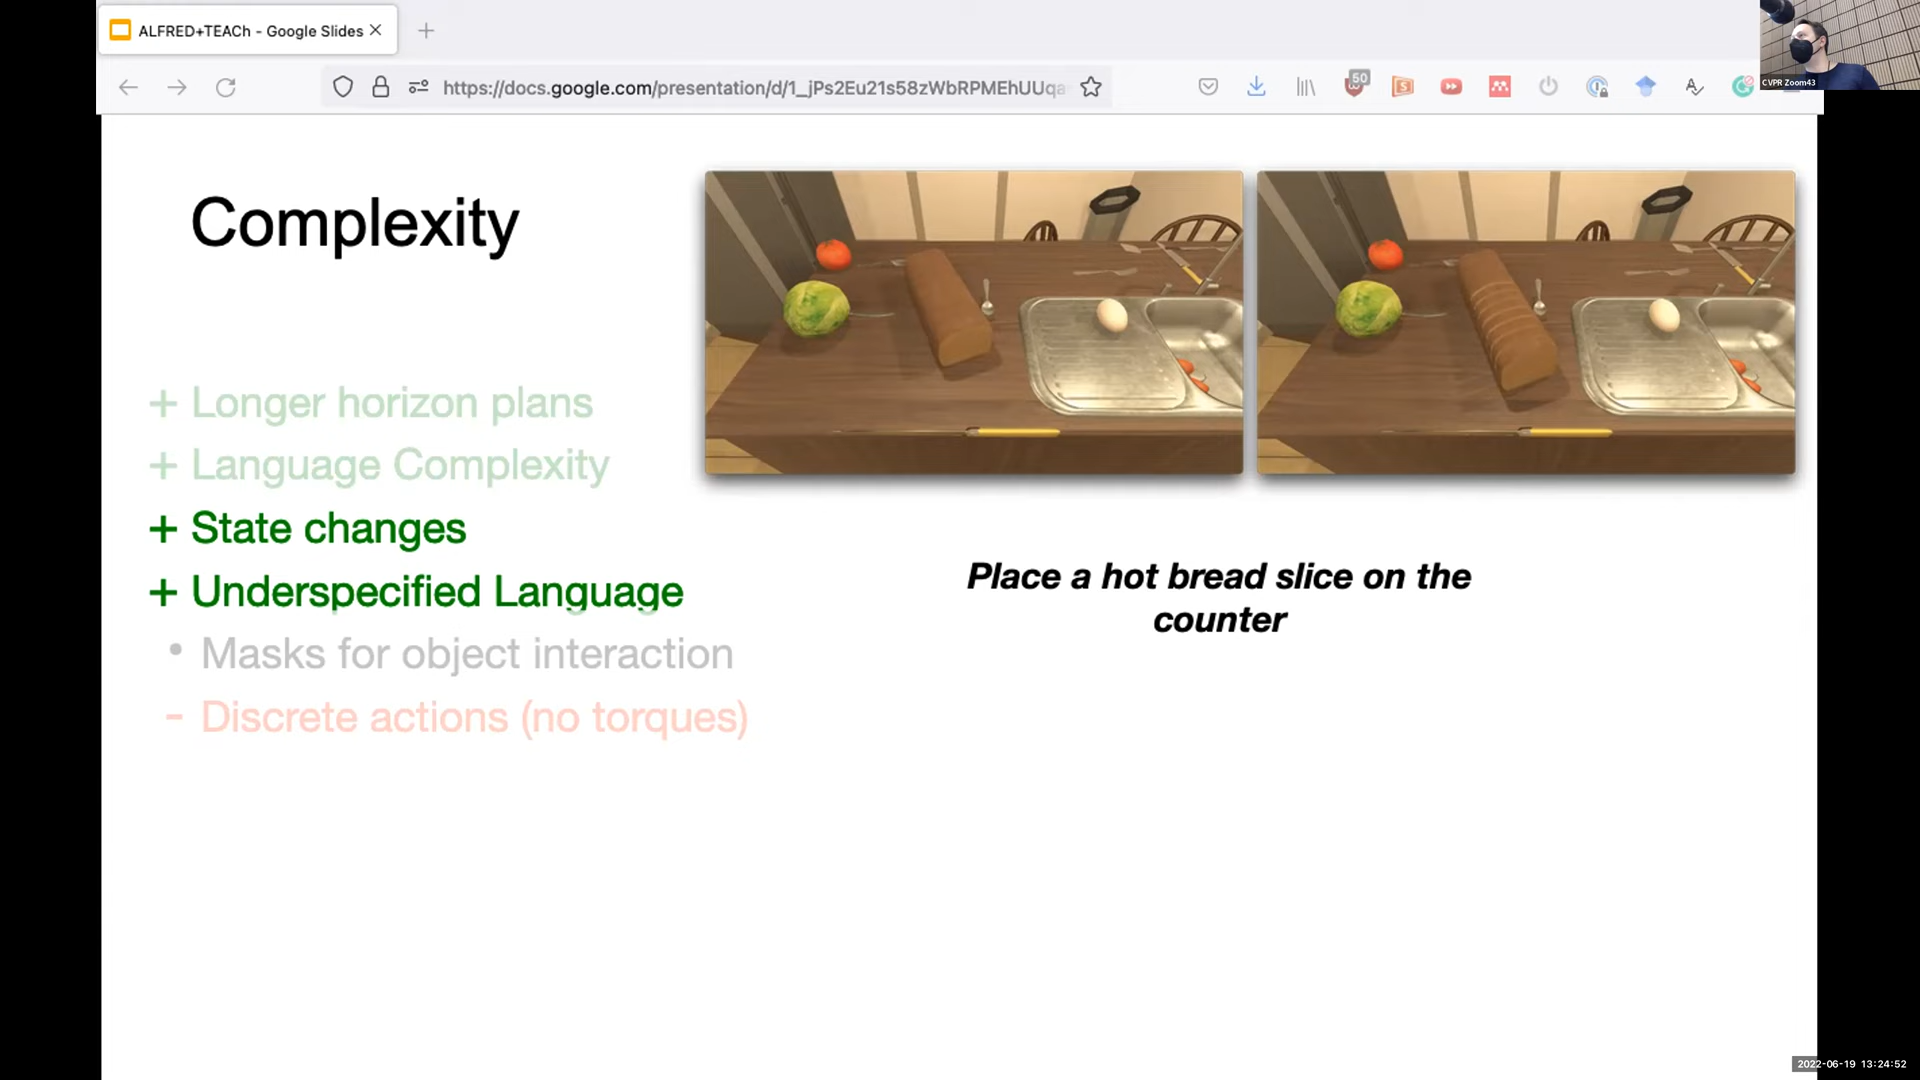 ALFRED+TEACh - Google Slides
https://docs.google.com/presentation/d/1_jPs2Eu21s58zWbRPMEhUUqa
50
CVPR Zoom43
Complexity
+ Longer horizon plans
+ Language Complexity
+ State changes
+ Underspecified Language
• Masks for object interaction
- Discrete actions (no torques)
Place a hot bread slice on the
counter
2022-06-19 13:24:52